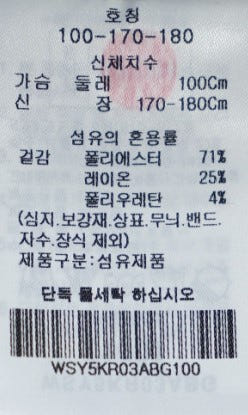 호칭
100-170-180
신체치수
가슴 둘레 100Cm
신 장 170-180Cm
섬유의 혼용률
겉감 폴리에스터 71%
레이온 25%
폴리우레탄 4%
(심지.보강재.상표.무늬.밴드.
자수.장식 제외)
제품구분:섬유제품
단독 물세탁 하십시오
WSY5KR03ABG100